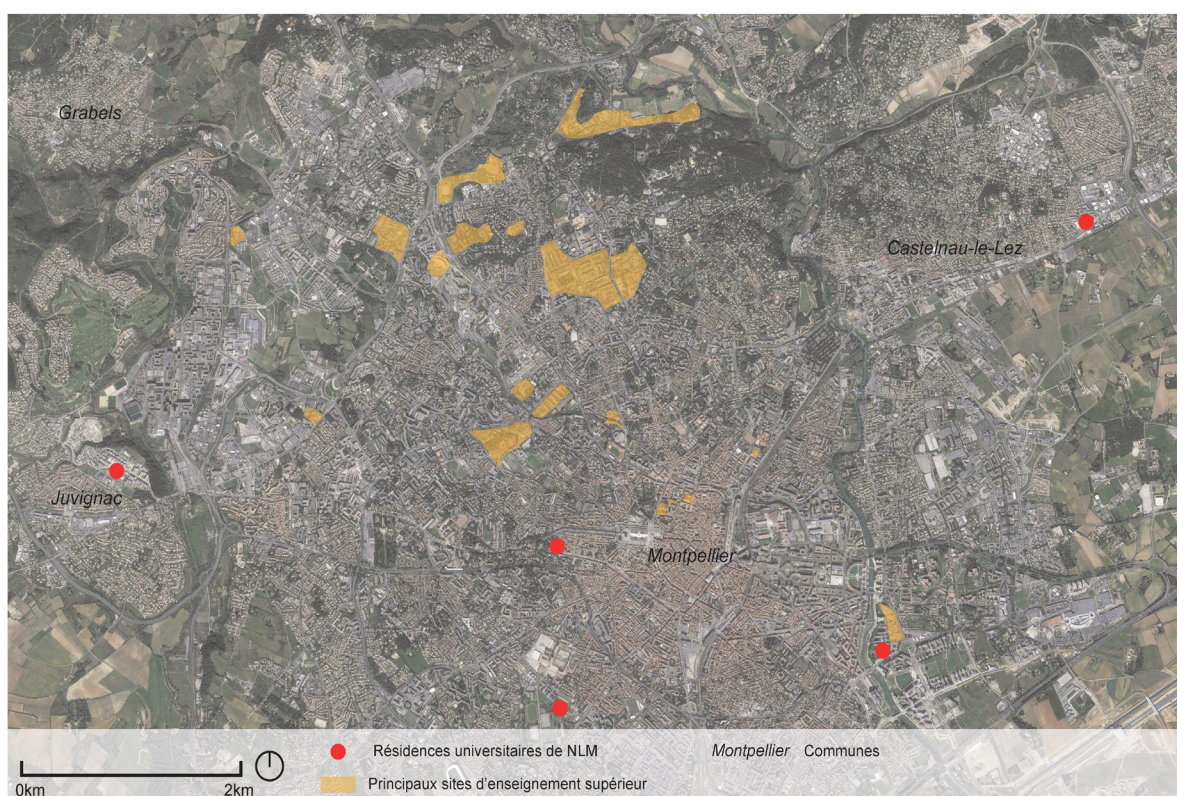 Grabels
Castelnau-le-Lez
Juvignac
Montpellier
Résidences universitaires de NLM
Montpellier Communes
Principaux sites d'enseignement supérieur
0km 2km